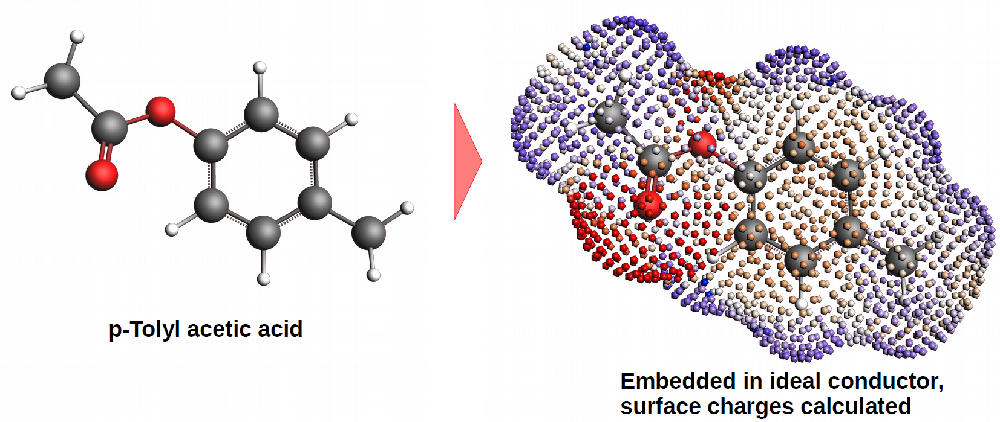 p-Tolyl acetic acid
Embedded in ideal conductor,
surface charges calculated